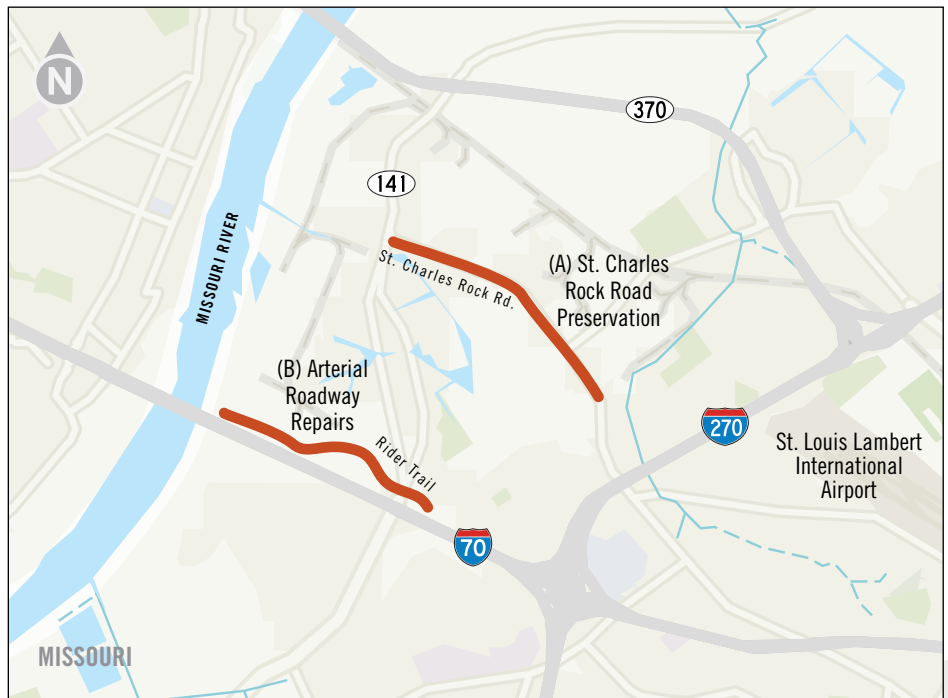 N
370
141
MISSOURI RIVER
St. Charles Rock Rd.
(A) St. Charles
Rock Road
Preservation
(B) Arterial
Roadway
Repairs
Rider Trail
270
St. Louis Lambert
International
Airport
70
MISSOURI